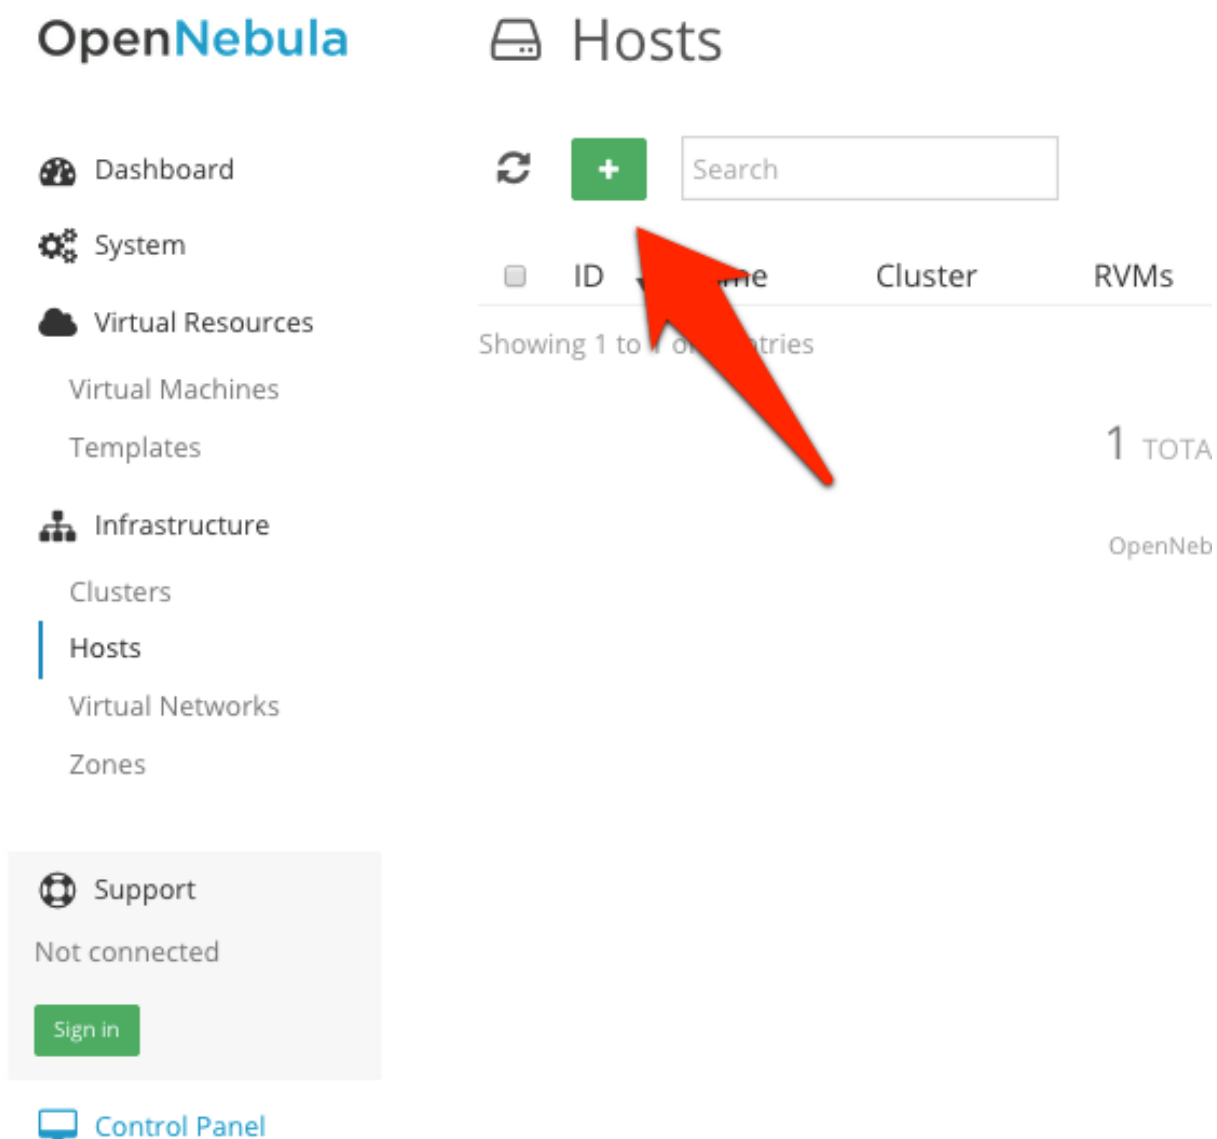 OpenNebula
Hosts
Dashboard
System
Virtual Resources
Virtual Machines
Templates
Infrastructure
Clusters
Hosts
Virtual Networks
Zones
Support
Not connected
Sign in
Control Panel
Search
ID Cluster RVMs
Showing 1 to
1